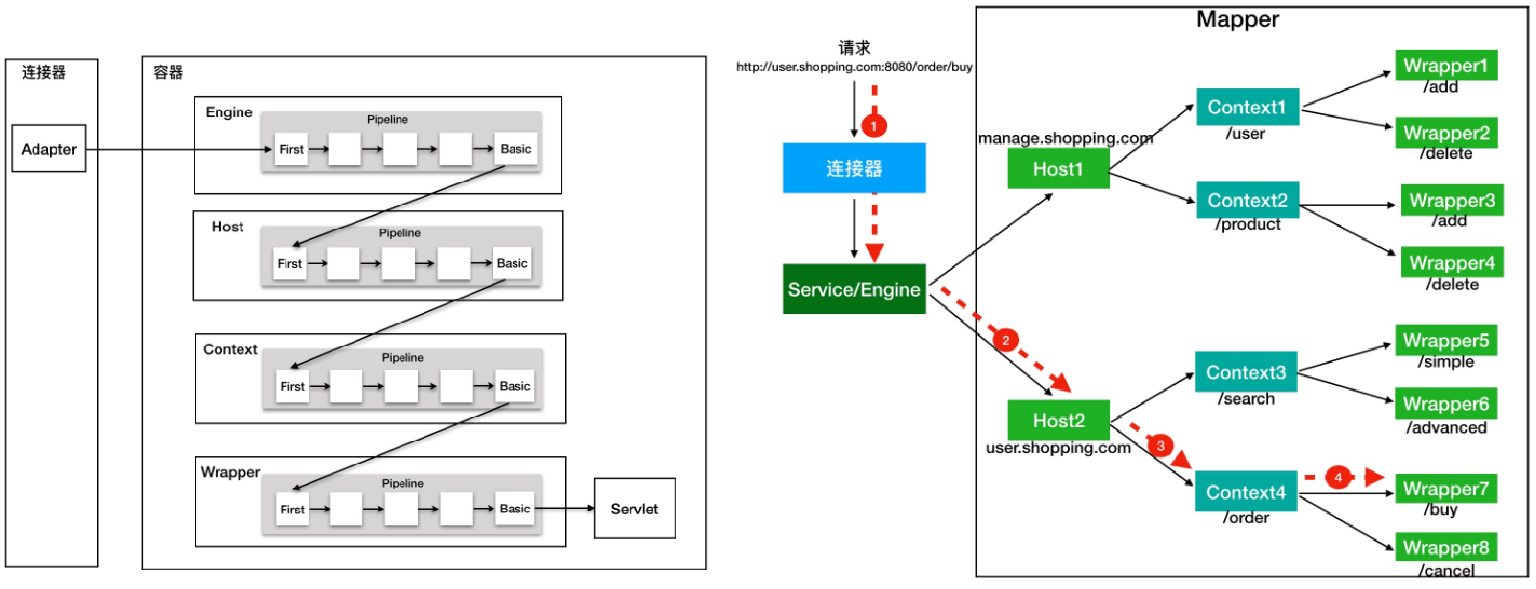 连接器
Adapter
容器
Engine
Pipeline
First
Basic
Host
Pipeline
First
Basic
Context
Pipeline
First
Basic
Wrapper
Pipeline
First
Basic
Servlet
请求
http://user.shopping.com:8080/order/buy
1
连接器
Service/Engine
Mapper
manage.shopping.com
Host1
Context1
/user
Wrapper1
/add
Wrapper2
/delete
Context2
/product
Wrapper3
/add
Wrapper4
/delete
2
Host2
user.shopping.com
Context3
/search
Wrapper5
/simple
Wrapper6
/advanced
3
Context4
/order
4
Wrapper7
/buy
Wrapper8
/cancel